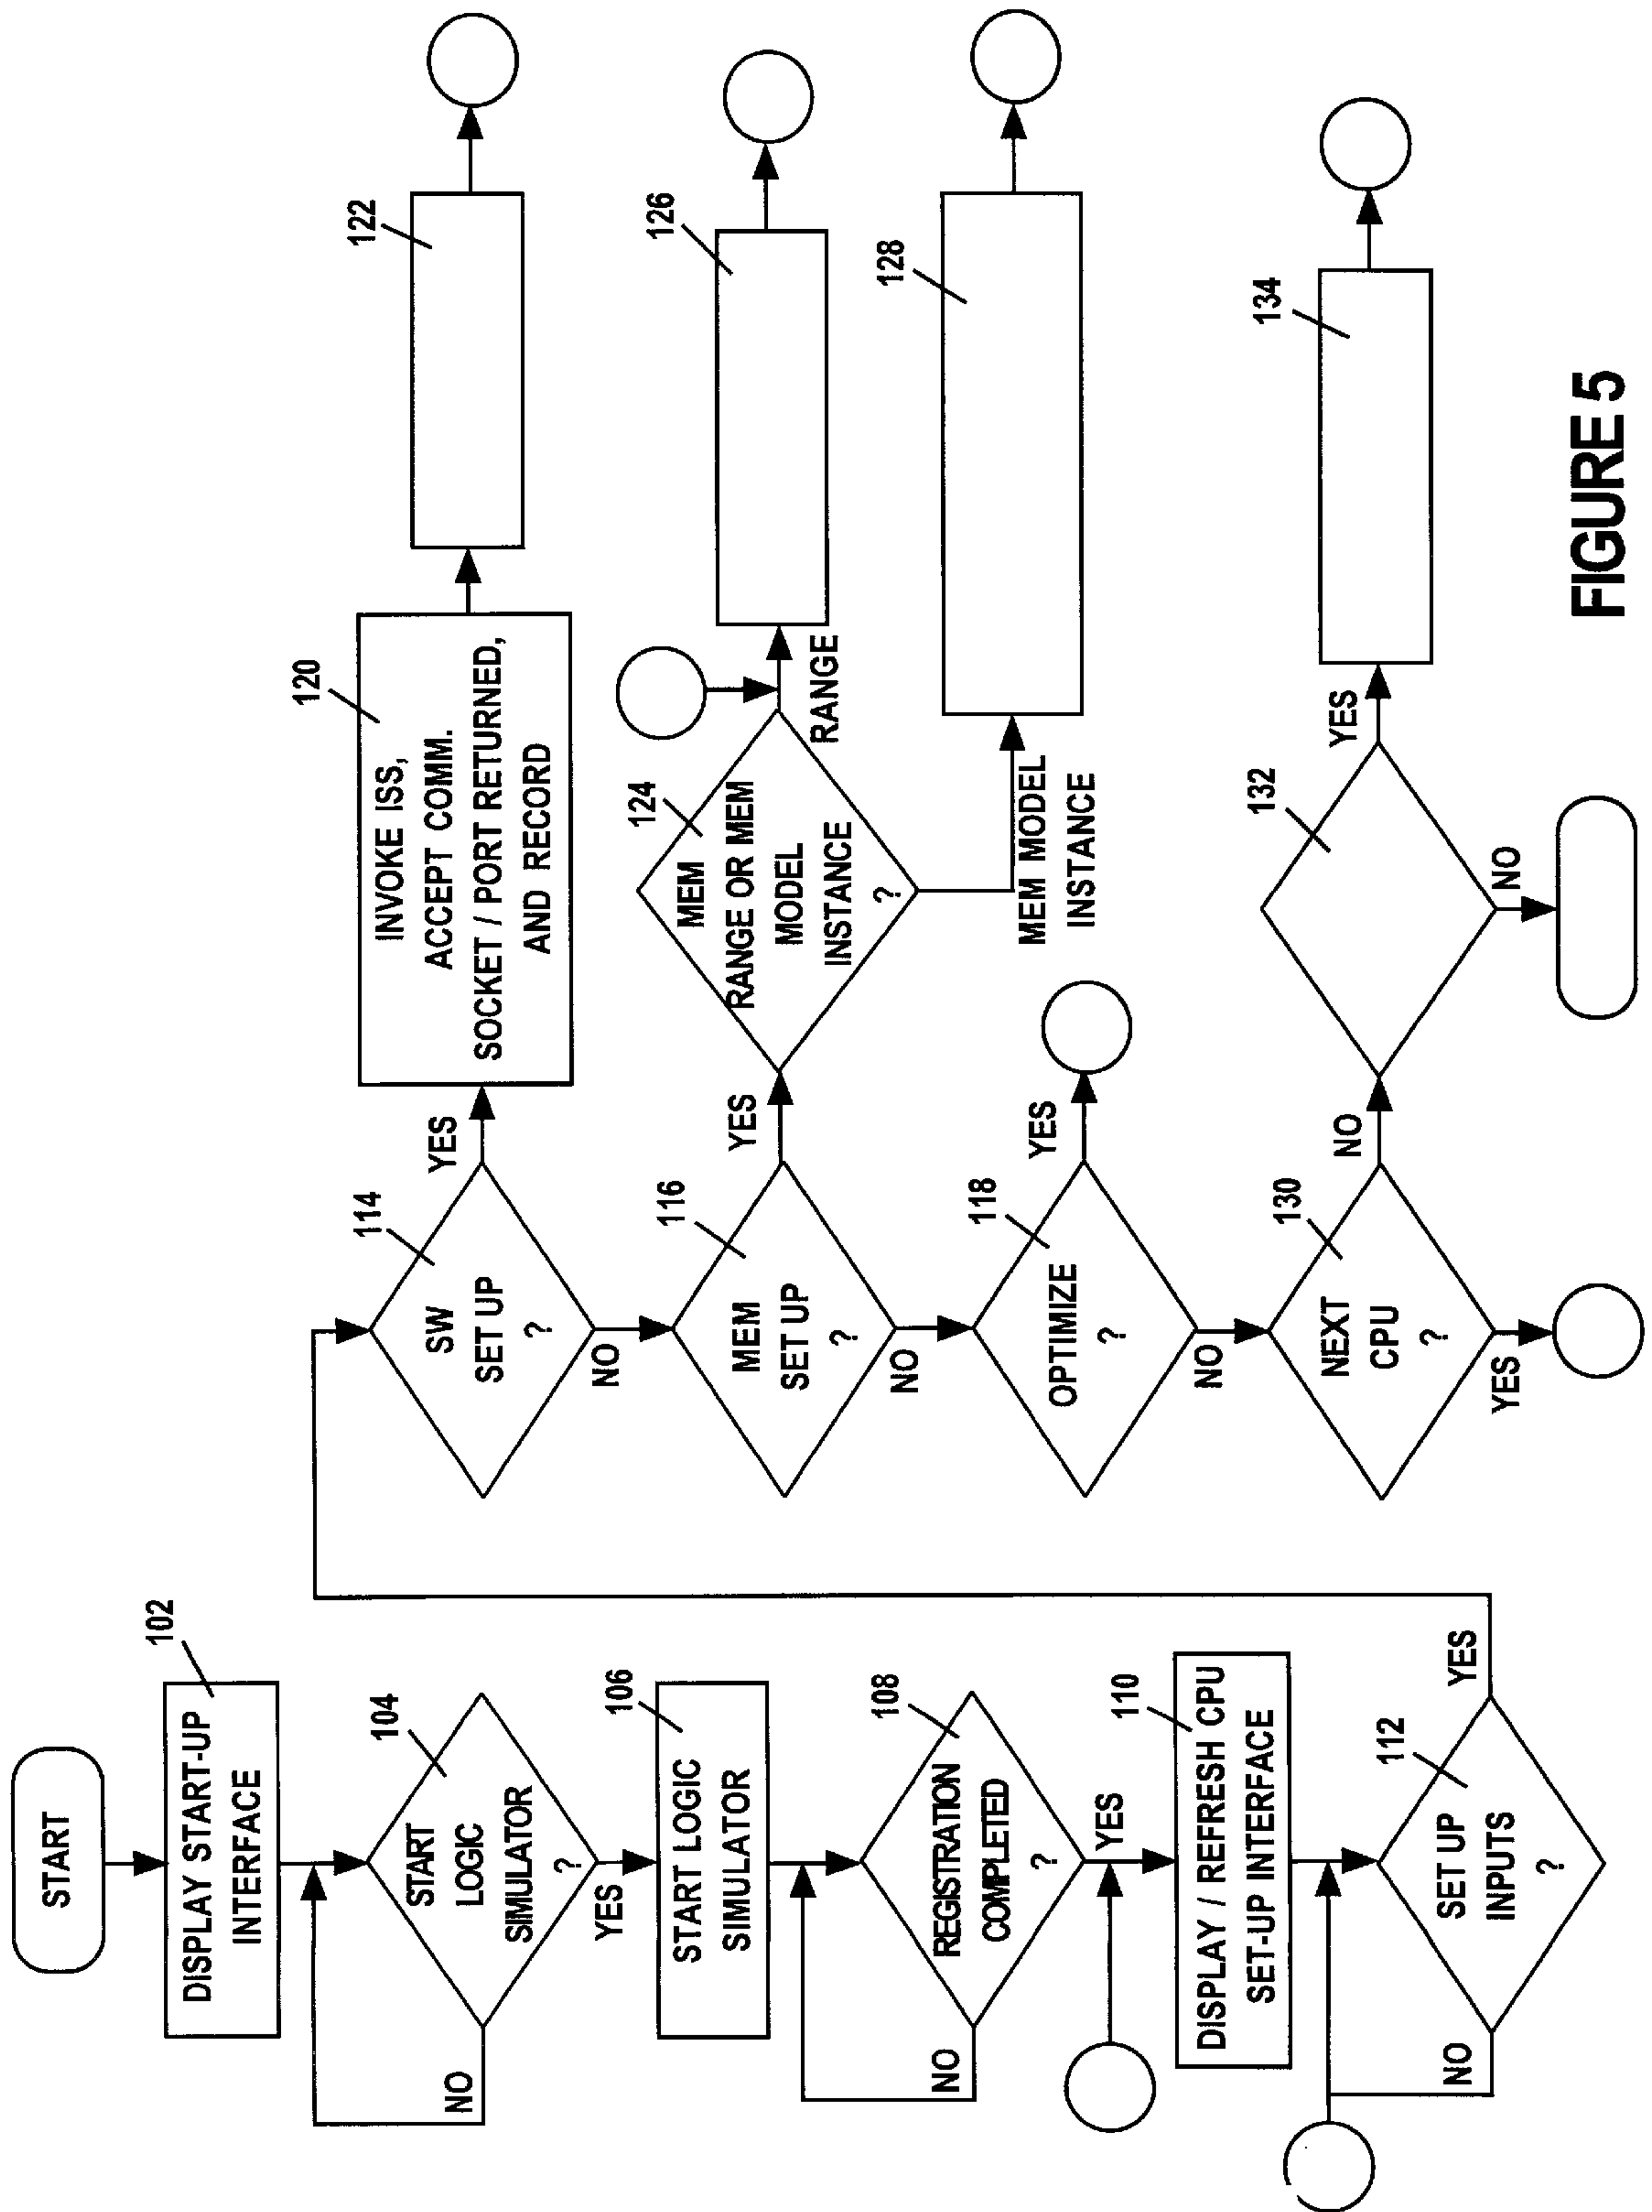 START
102
DISPLAY START-UP
INTERFACE
104
START
LOGIC
SIMULATOR
?
NO
YES
106
START LOGIC
SIMULATOR
108
REGISTRATION
COMPLETED
?
NO
YES
110
DISPLAY / REFRESH CPU
SET-UP INTERFACE
112
SET UP
INPUTS
?
NO
YES
114
SW
SET UP
?
YES
NO
116
MEM
SET UP
?
YES
NO
118
OPTIMIZE
?
YES
NO
130
NEXT
CPU
?
NO
YES
120
INVOKE ISS,
ACCEPT COMM.
SOCKET / PORT RETURNED,
AND RECORD
122
124
MEM
RANGE OR MEM
MODEL
INSTANCE
?
RANGE
MEM MODEL
INSTANCE
126
128
132
YES
NO
134
FIGURE 5